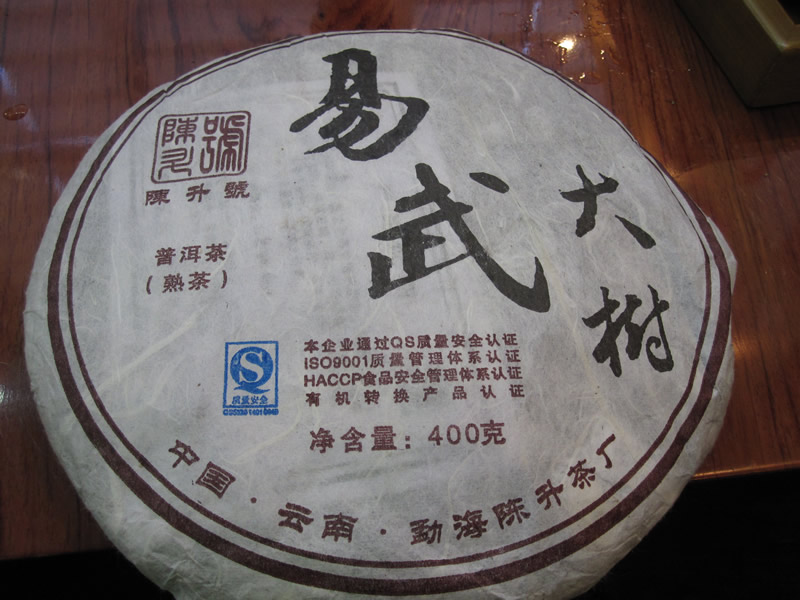 易武
大树
陳升號
陳升號
普洱茶
（熟茶）
本企业通过QS质量安全认证
ISO9001质量管理体系认证
HACCP食品安全管理体系认证
有机转换产品认证
质量安全
净含量：400克
中国·云南·勐海陈升茶厂